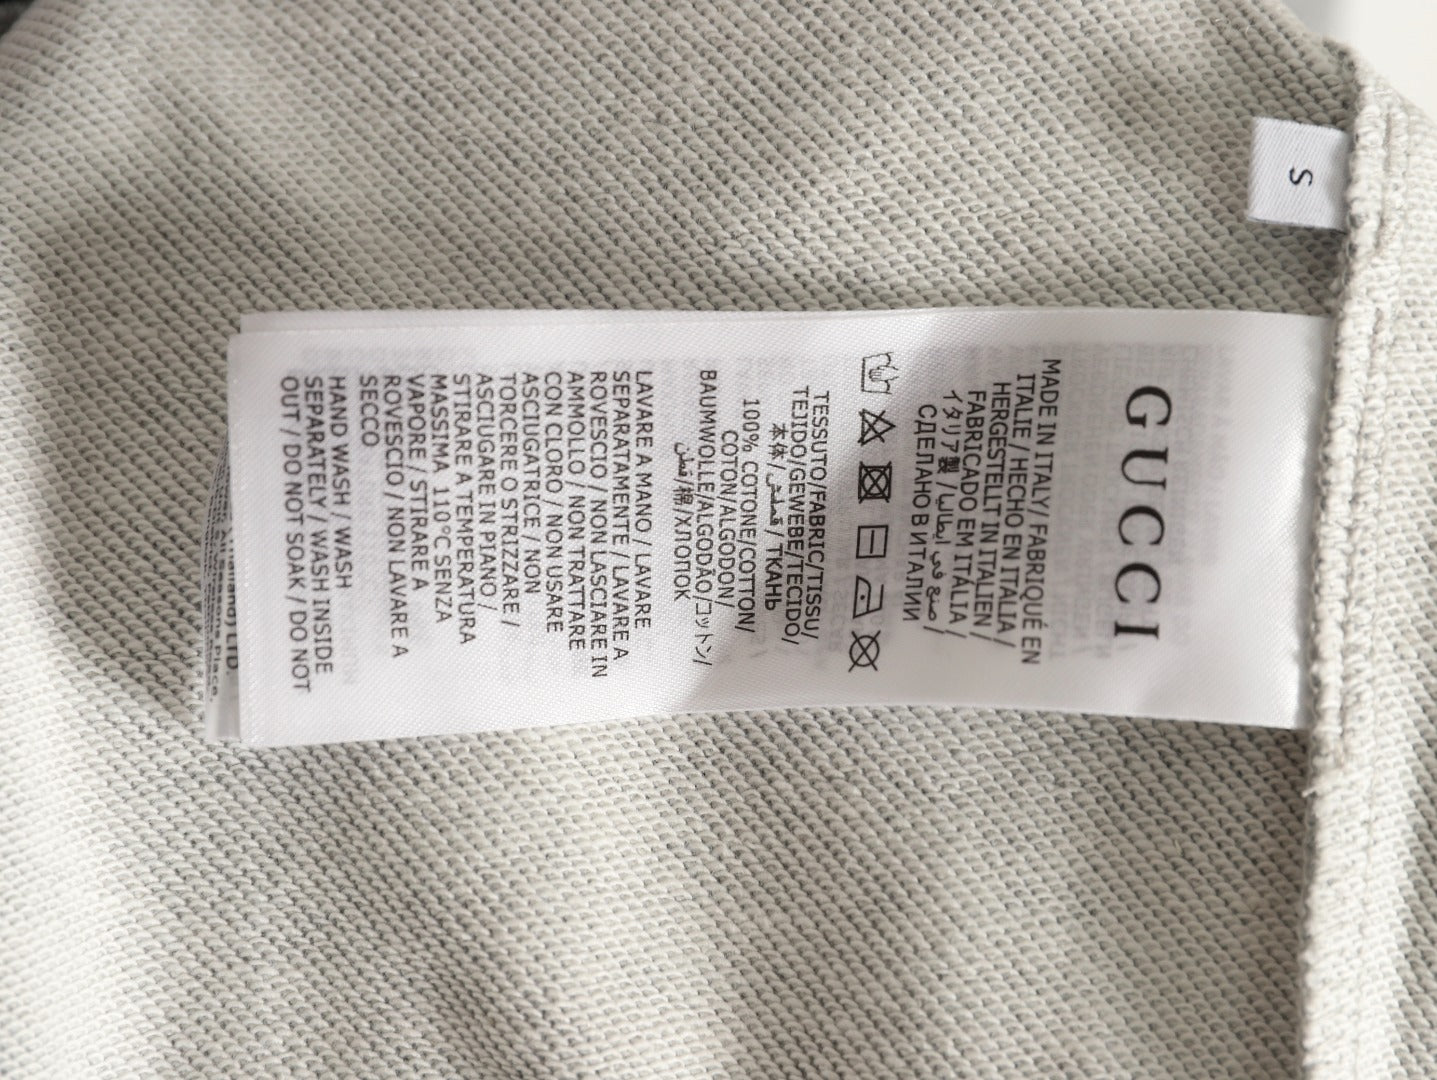 S
GUCCI
MADE IN ITALY/ FABRIQUÉ EN
ITALIE / HECHO EN ITALIA /
HERGESTELLT IN ITALIEN /
FABRICADO EM ITÁLIA /
イタリア製 / صنع في إيطاليا /
СДЕЛАНО В ИТАЛИИ
TESSUTO/FABRIC/TISSU/
TEJIDO/GEWEBE/TECIDO/
本体 / قماش / ТКАНЬ
100% COTONE/COTTON/
COTON/ALGODON/
BAUMWOLLE/ALGODÃO/コットン/
棉/قطن/ХЛОПОК
LAVARE A MANO / LAVARE
SEPARATAMENTE / LAVARE A
ROVESCIO / NON LASCIARE IN
AMMOLLO / NON TRATTARE
CON CLORO / NON USARE
ASCIUGATRICE / NON
TORCERE O STRIZZARE /
ASCIUGARE IN PIANO /
STIRARE A TEMPERATURA
MASSIMA 110°C SENZA
VAPORE / STIRARE A
ROVESCIO / NON LAVARE A
SECCO
HAND WASH / WASH
SEPARATELY / WASH INSIDE
OUT / DO NOT SOAK / DO NOT
LTD.
All Seasons Place